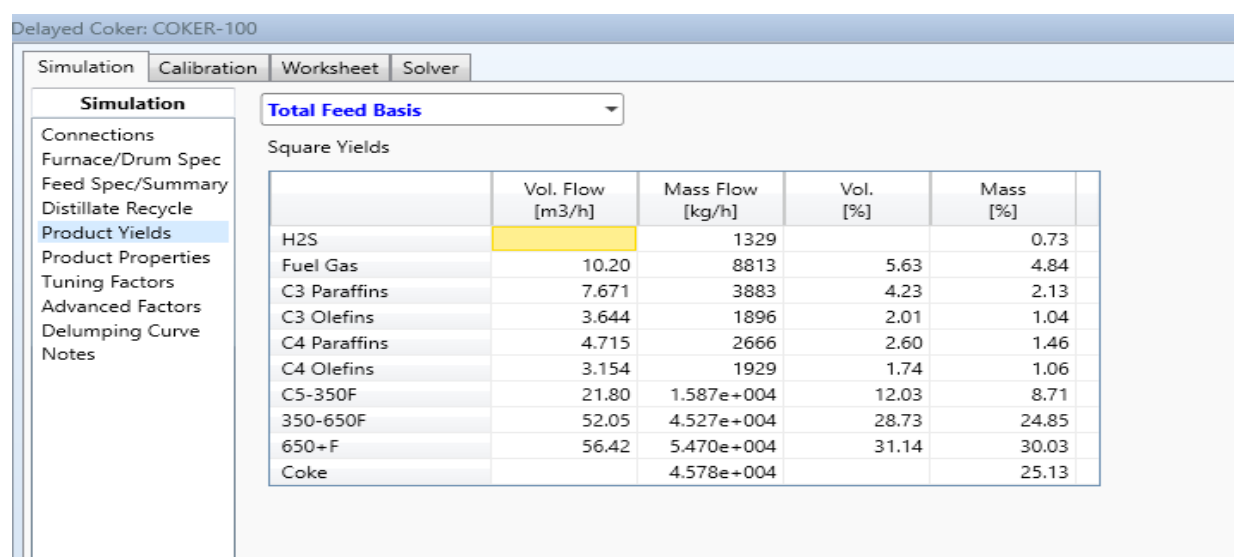 Delayed Coker: COKER-100
Simulation Calibration Worksheet Solver
Simulation
Connections
Furnace/Drum Spec
Feed Spec/Summary
Distillate Recycle
Product Yields
Product Properties
Tuning Factors
Advanced Factors
Delumping Curve
Notes
Total Feed Basis
Square Yields
Vol. Flow [m3/h] Mass Flow [kg/h] Vol. [%] Mass [%]
H2S 1329 0.73
Fuel Gas 10.20 8813 5.63 4.84
C3 Paraffins 7.671 3883 4.23 2.13
C3 Olefins 3.644 1896 2.01 1.04
C4 Paraffins 4.715 2666 2.60 1.46
C4 Olefins 3.154 1929 1.74 1.06
C5-350F 21.80 1.587e+004 12.03 8.71
350-650F 52.05 4.527e+004 28.73 24.85
650+F 56.42 5.470e+004 31.14 30.03
Coke 4.578e+004 25.13